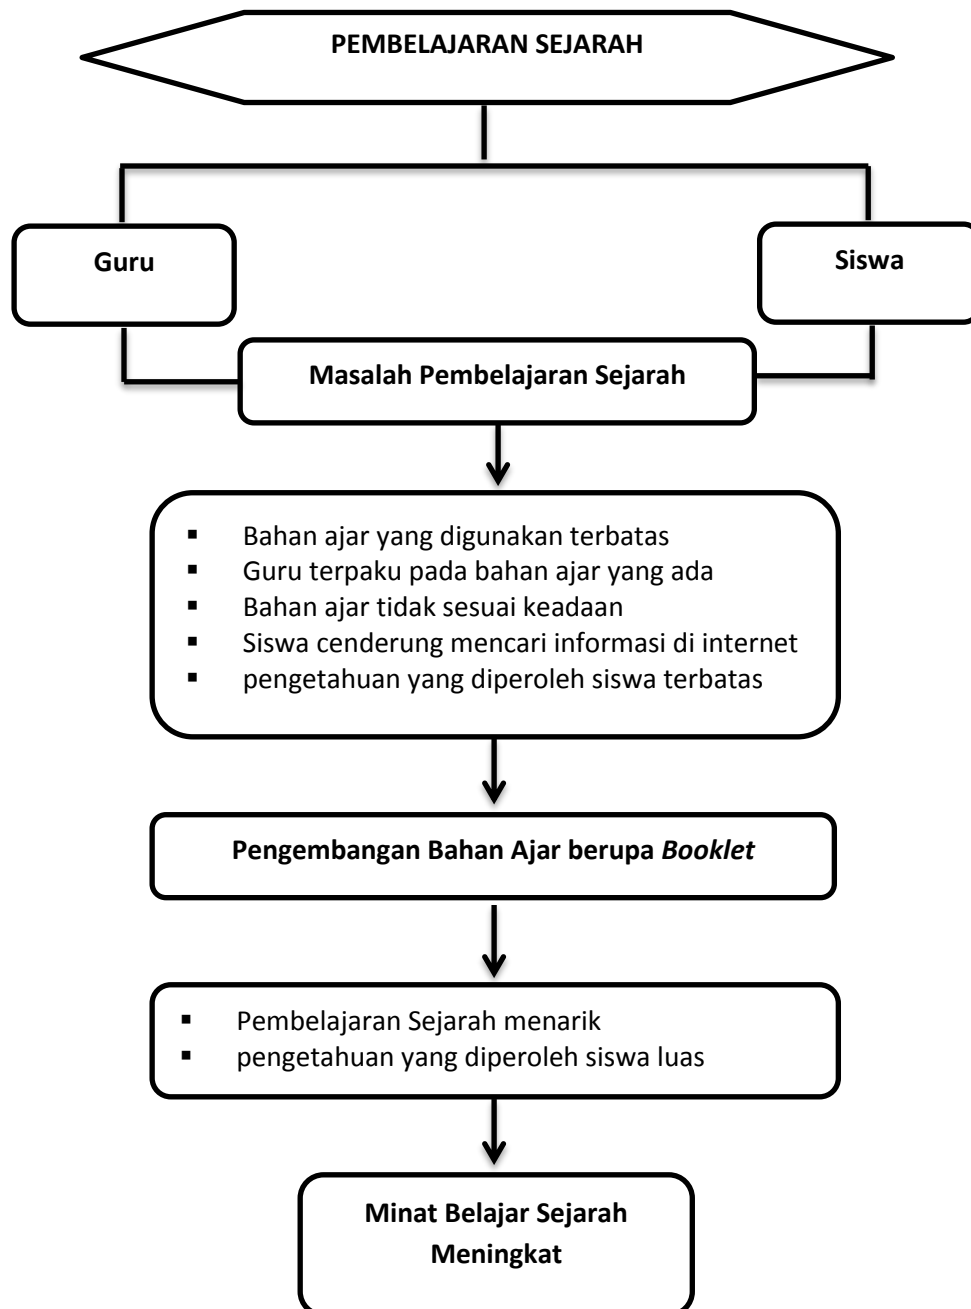 PEMBELAJARAN SEJARAH
Guru
Siswa
Masalah Pembelajaran Sejarah
▪ Bahan ajar yang digunakan terbatas
▪ Guru terpaku pada bahan ajar yang ada
▪ Bahan ajar tidak sesuai keadaan
▪ Siswa cenderung mencari informasi di internet
▪ pengetahuan yang diperoleh siswa terbatas
Pengembangan Bahan Ajar berupa Booklet
▪ Pembelajaran Sejarah menarik
▪ pengetahuan yang diperoleh siswa luas
Minat Belajar Sejarah
Meningkat